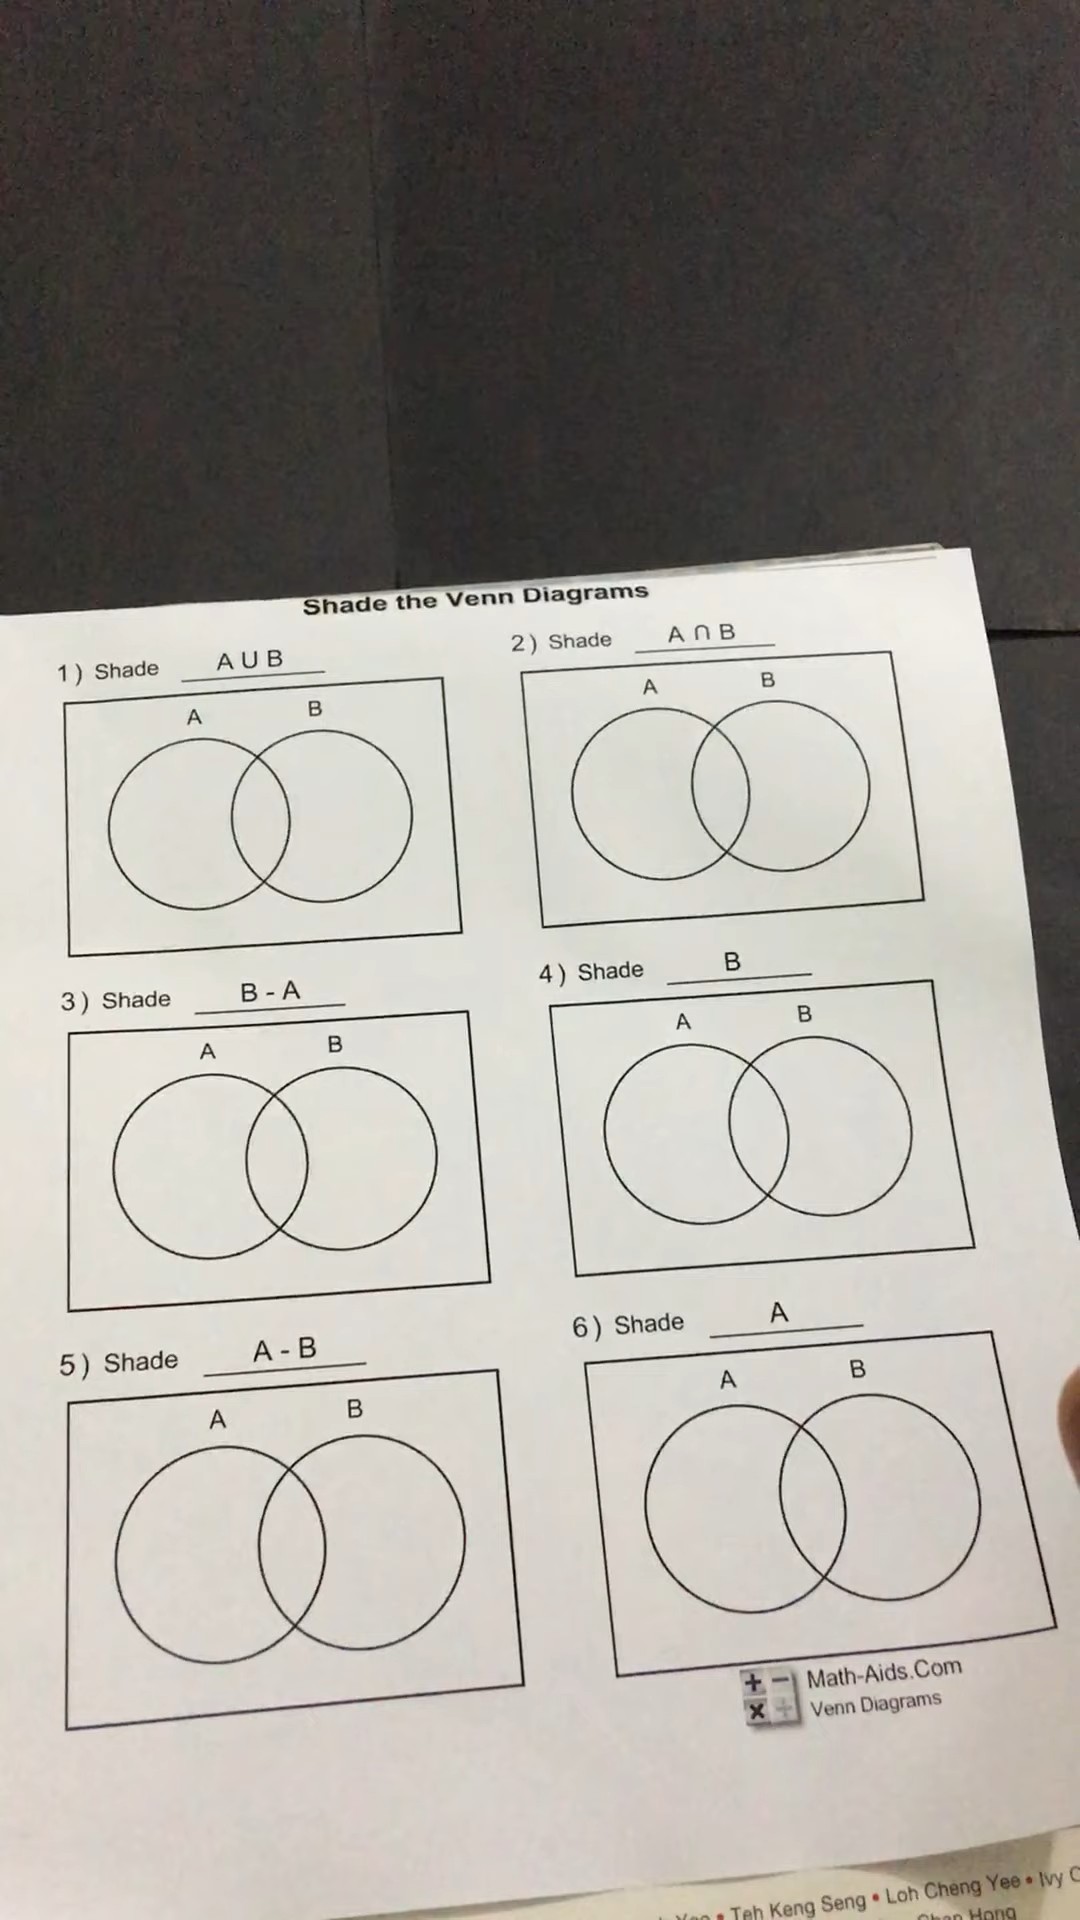 Shade the Venn Diagrams
1) Shade A U B
2) Shade A ∩ B
A B
A B
3) Shade B - A
4) Shade B
A B
A B
5) Shade A - B
6) Shade A
A B
A B
Math-Aids.Com
Venn Diagrams
Teh Keng Seng • Loh Cheng Yee • Ivy
Hong